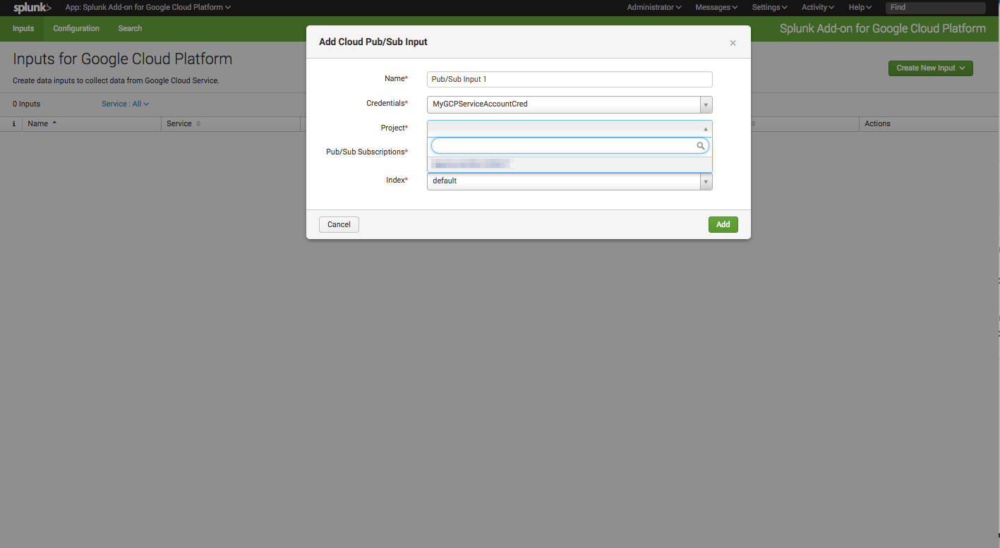 splunk> App: Splunk Add-on for Google Cloud Platform Administrator Messages Settings Activity Help Find
Inputs Configuration Search Splunk Add-on for Google Cloud Platform
Add Cloud Pub/Sub Input ×
Inputs for Google Cloud Platform
Create New Input
Create data inputs to collect data from Google Cloud Service.
Name* Pub/Sub Input 1
0 Inputs Service : All
Credentials* MyGCPServiceAccountCred
i Name Service Actions
Project*
Pub/Sub Subscriptions*
Index* default
Cancel Add